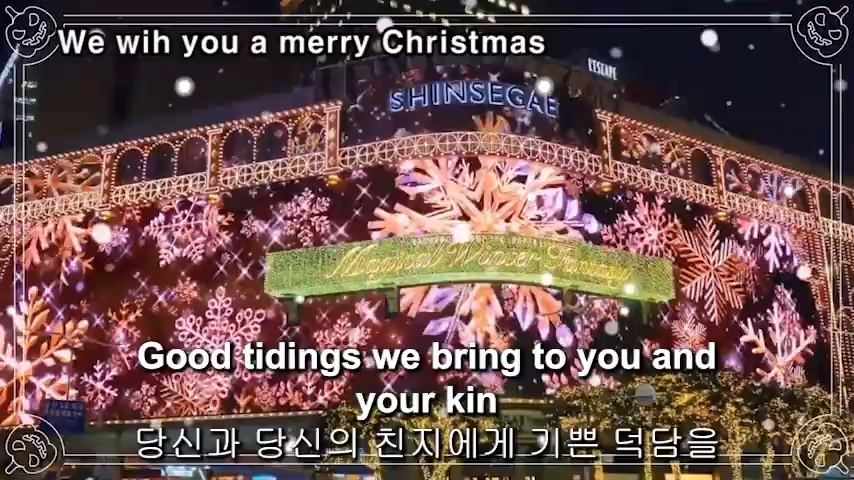 We wih you a merry Christmas
L'ESCAPE
SHINSEGAE
Magical Winter Fantasy
Good tidings we bring to you and
your kin
당신과 당신의 친지에게 기쁜 덕담을